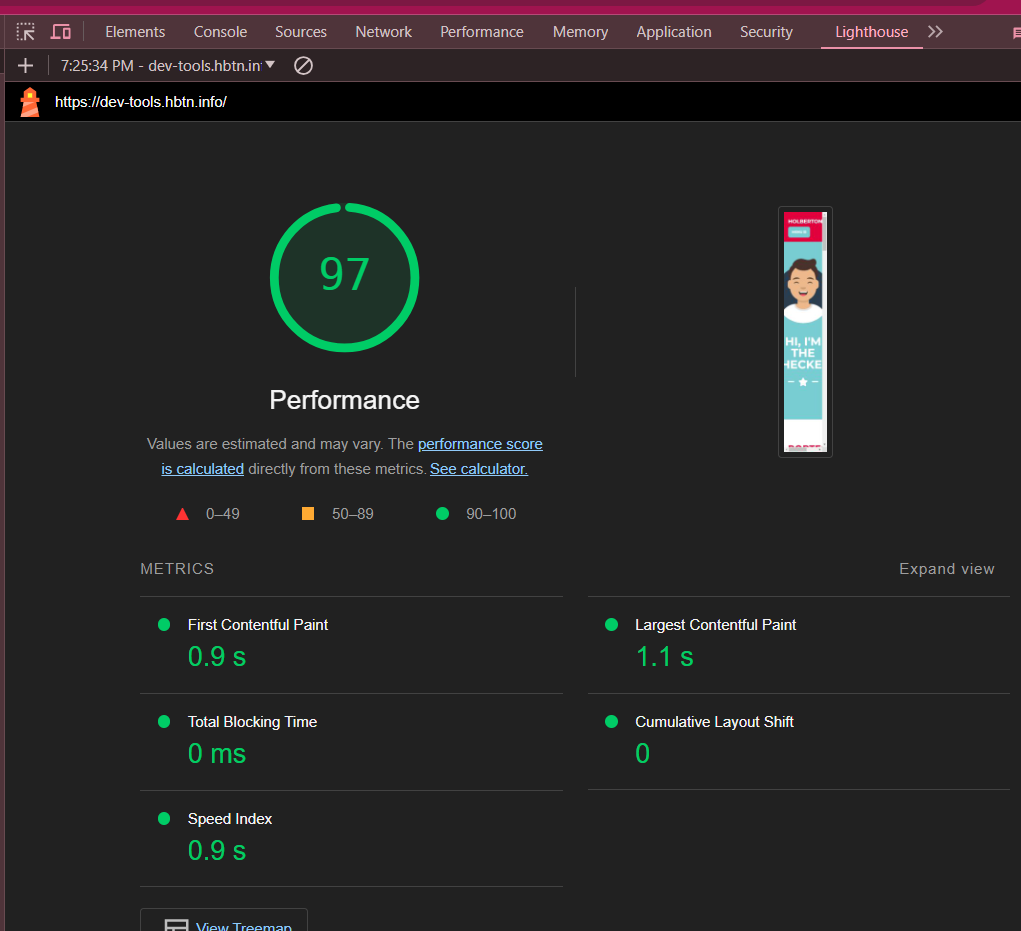 Elements Console Sources Network Performance Memory Application Security Lighthouse
7:25:34 PM - dev-tools.hbtn.in
https://dev-tools.hbtn.info/
97
Performance
Values are estimated and may vary. The performance score
is calculated directly from these metrics. See calculator.
0–49 50–89 90–100
HOLBERTON
HI, I'M
THE
HECKE
METRICS Expand view
First Contentful Paint
0.9 s
Largest Contentful Paint
1.1 s
Total Blocking Time
0 ms
Cumulative Layout Shift
0
Speed Index
0.9 s
View Treemap